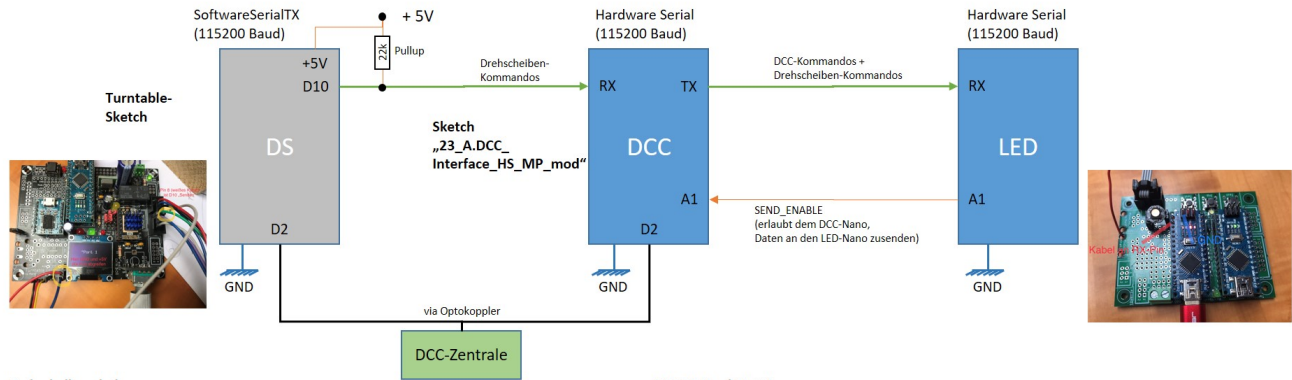 SoftwareSerialTX
(115200 Baud)
+ 5V
22k
Pullup
+5V
D10
Drehscheiben-
Kommandos
Turntable-
Sketch
DS
D2
GND
Sketch
„23_A.DCC_
Interface_HS_MP_mod“
Hardware Serial
(115200 Baud)
RX
TX
DCC
A1
D2
GND
DCC-Kommandos +
Drehscheiben-Kommandos
SEND_ENABLE
(erlaubt dem DCC-Nano,
Daten an den LED-Nano zusenden)
Hardware Serial
(115200 Baud)
RX
LED
A1
GND
via Optokoppler
DCC-Zentrale
GND